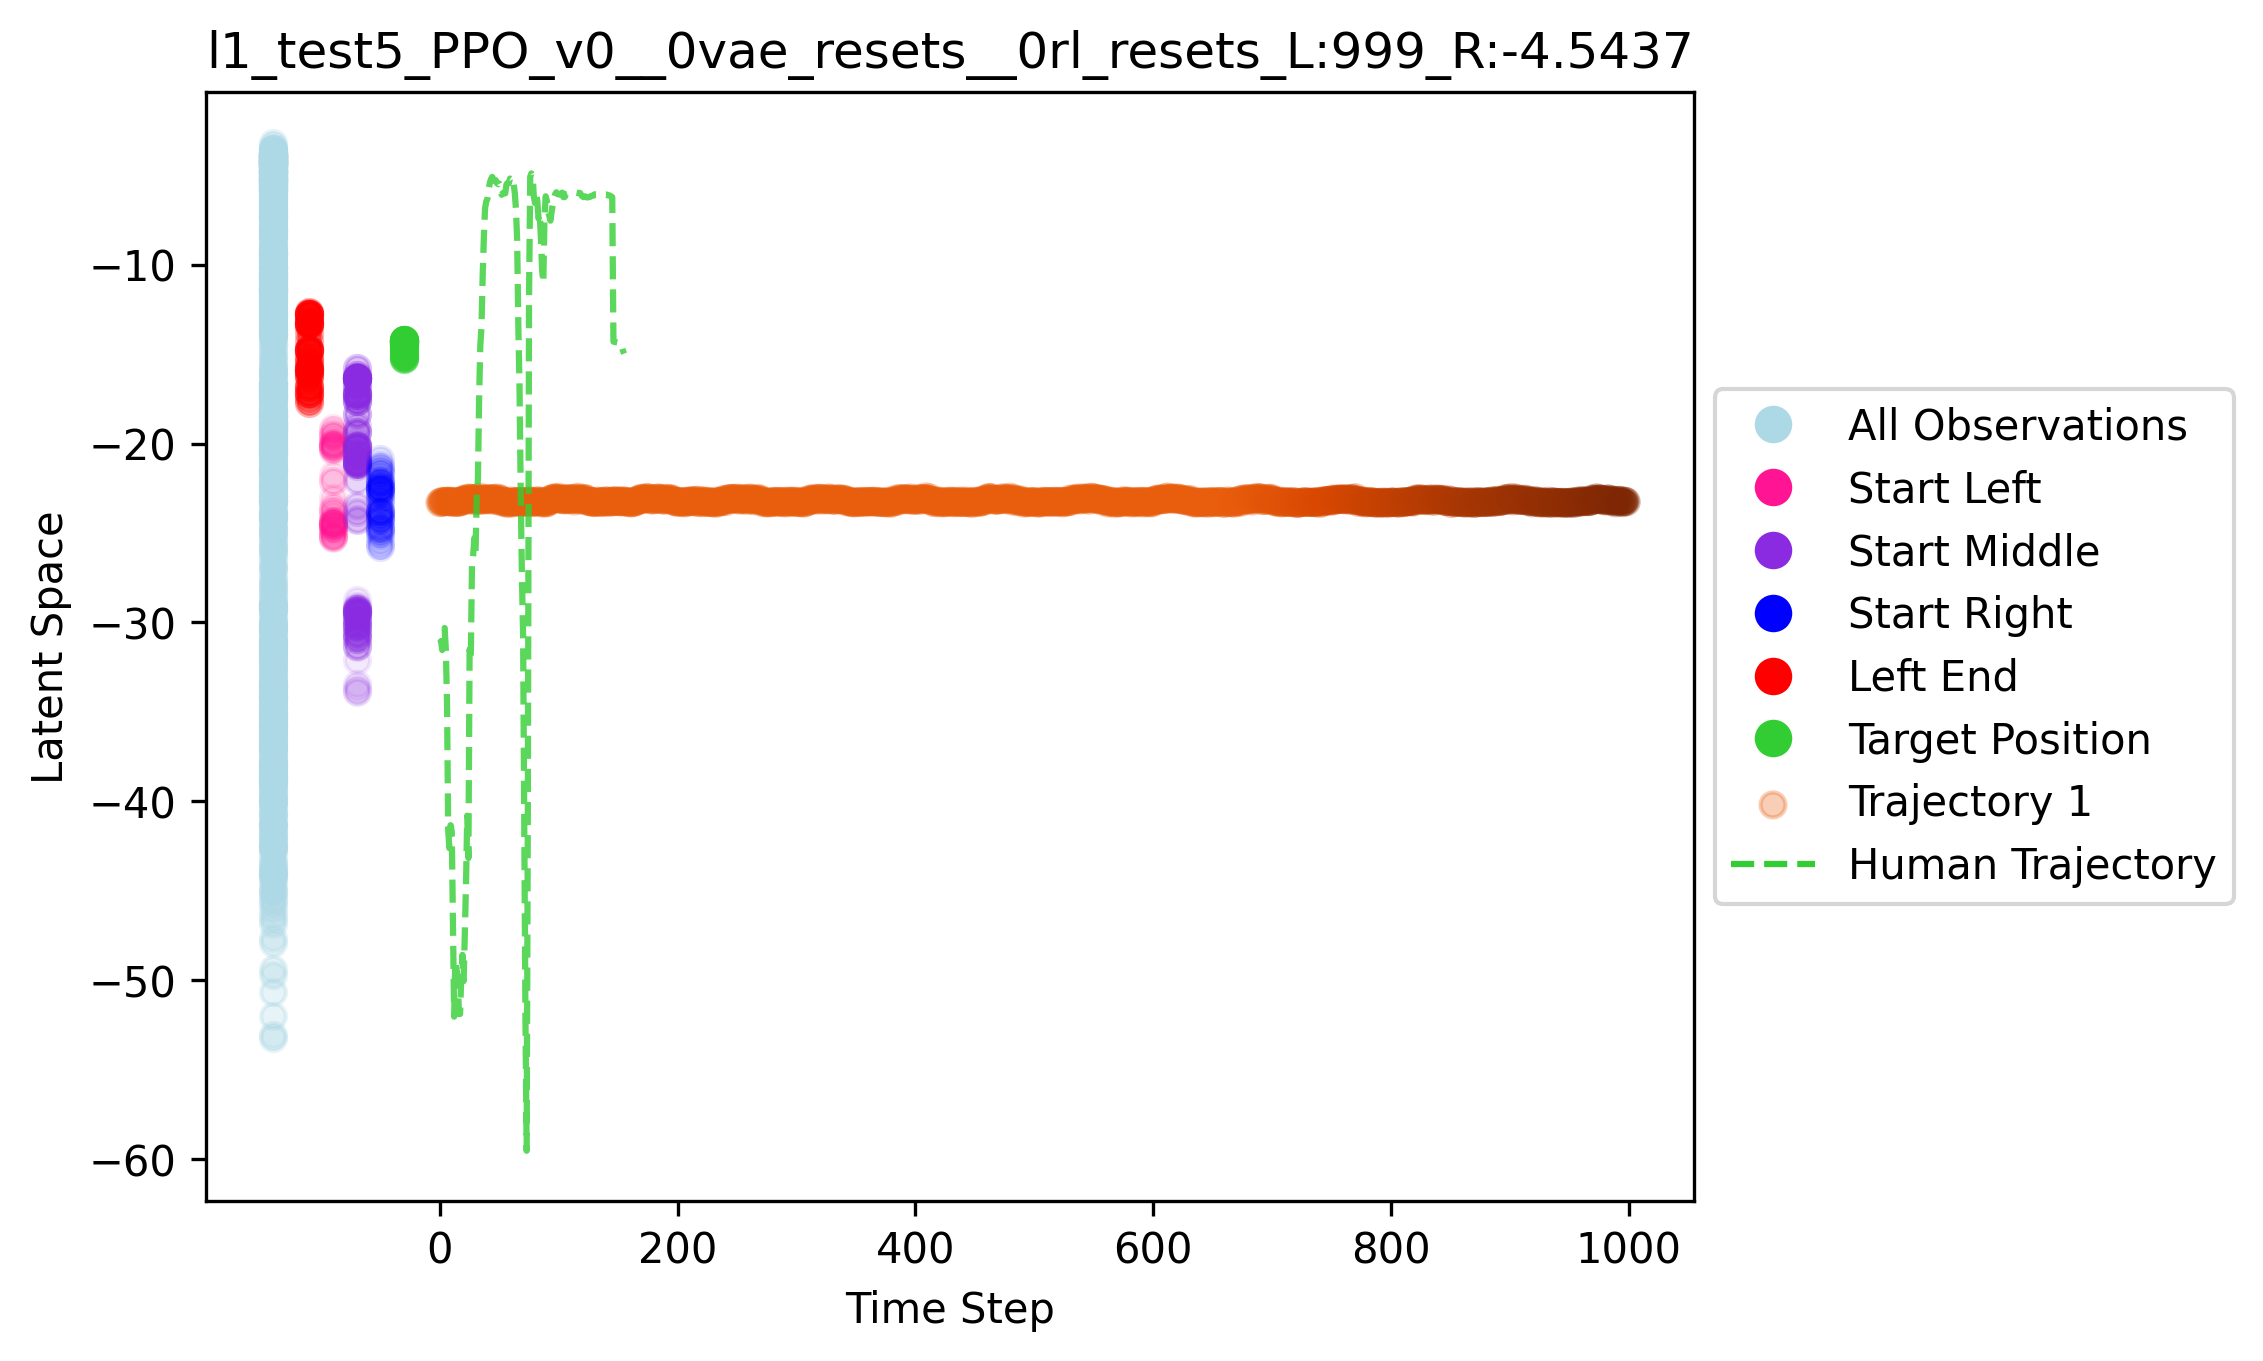 l1_test5_PPO_v0__0vae_resets__0rl_resets_L:999_R:-4.5437
Latent Space
−10
−20
−30
−40
−50
−60
0
200
400
600
800
1000
Time Step
All Observations
Start Left
Start Middle
Start Right
Left End
Target Position
Trajectory 1
Human Trajectory